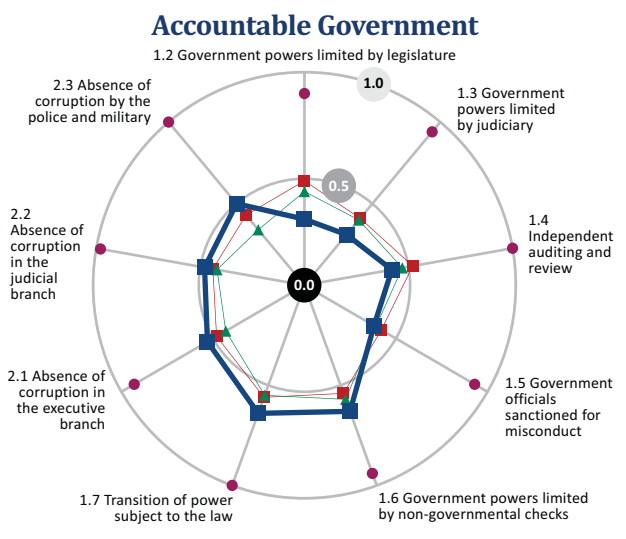 Accountable Government
1.2 Government powers limited by legislature
1.0
2.3 Absence of
corruption by the
police and military
1.3 Government
powers limited
by judiciary
0.5
2.2
Absence of
corruption
in the
judicial
branch
1.4
Independent
auditing and
review
0.0
2.1 Absence of
corruption in
the executive
branch
1.5 Government
officials
sanctioned for
misconduct
1.7 Transition of power
subject to the law
1.6 Government powers limited
by non-governmental checks